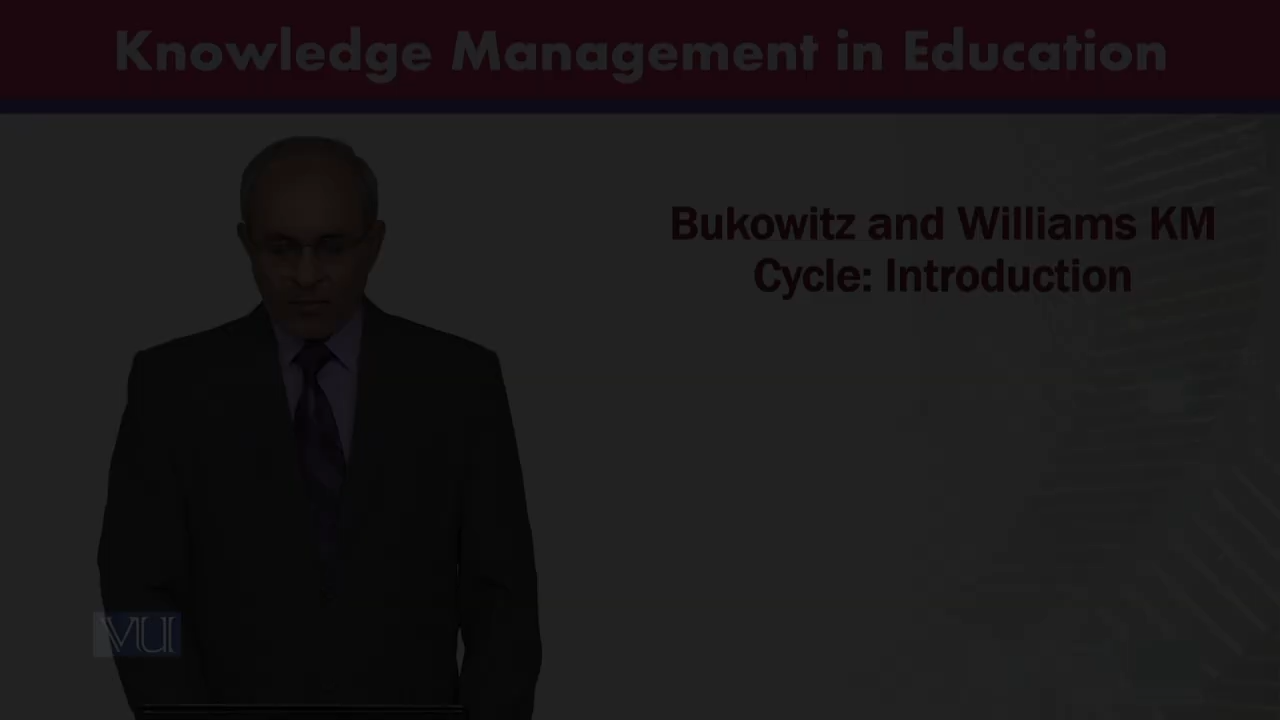 Knowledge Management in Education
Bukowitz and Williams KM
Cycle: Introduction
VU